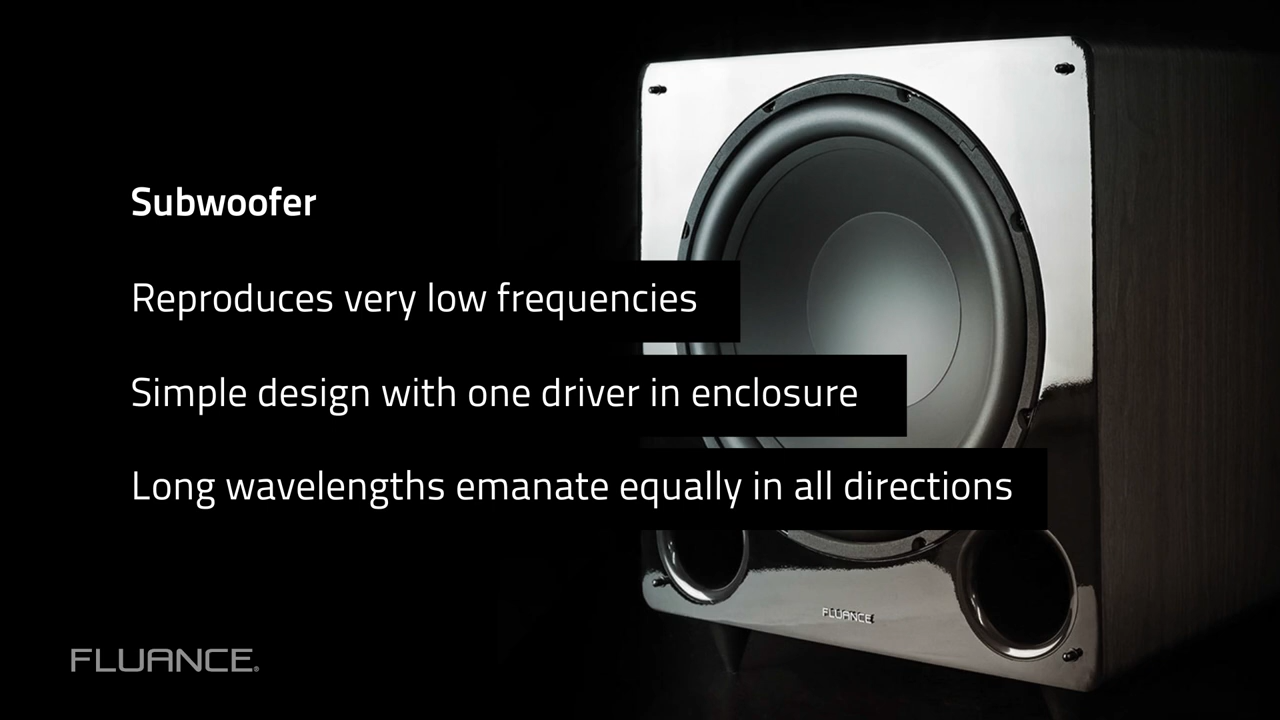 Subwoofer
Reproduces very low frequencies
Simple design with one driver in enclosure
Long wavelengths emanate equally in all directions
FLUANCE
FLUANCE®